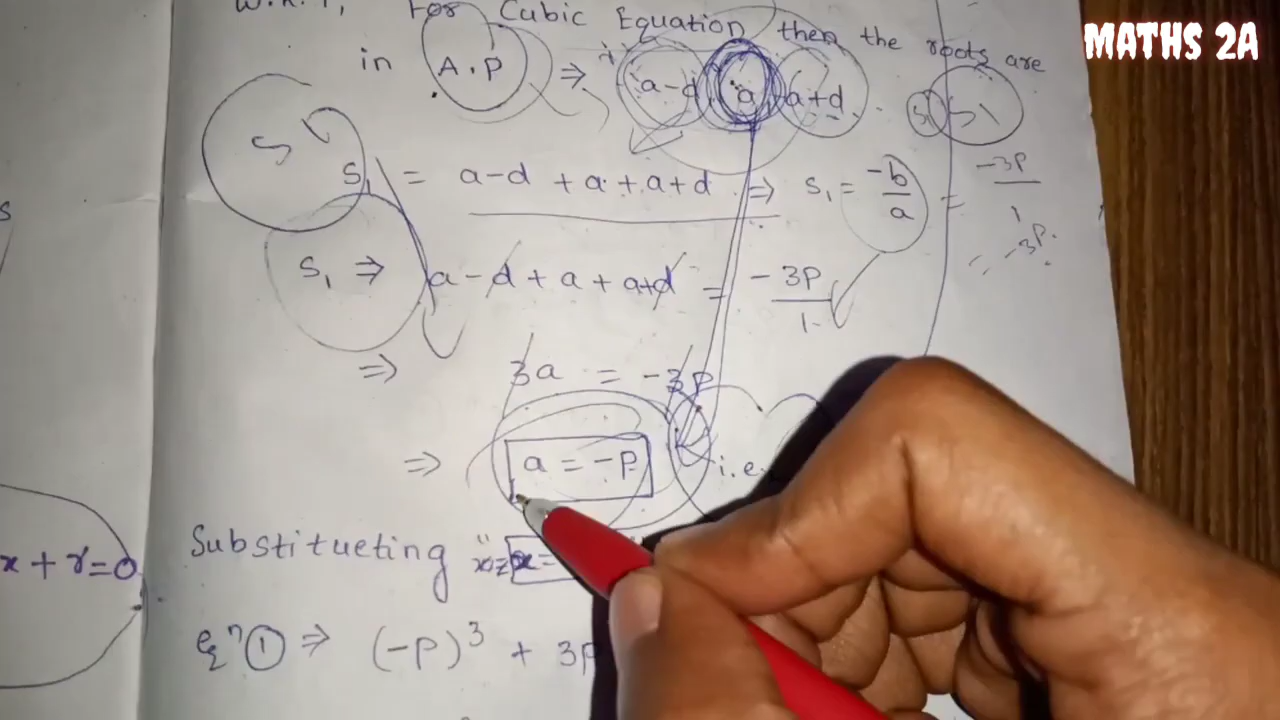 MATHS 2A
W.K.T, For Cubic Equation then the roots are
in A.P ⇒ a-d, a, a+d. S1
S1 = a-d + a + a+d ⇒ S1 = -b/a = -3P/1
-3P.
S1 ⇒ a-d + a + a+d = -3P/1
⇒ 3a = -3P
⇒ a = -P i.e.
Substitueting "x=
x + r=0
Eqn ① ⇒ (-P)³ + 3P